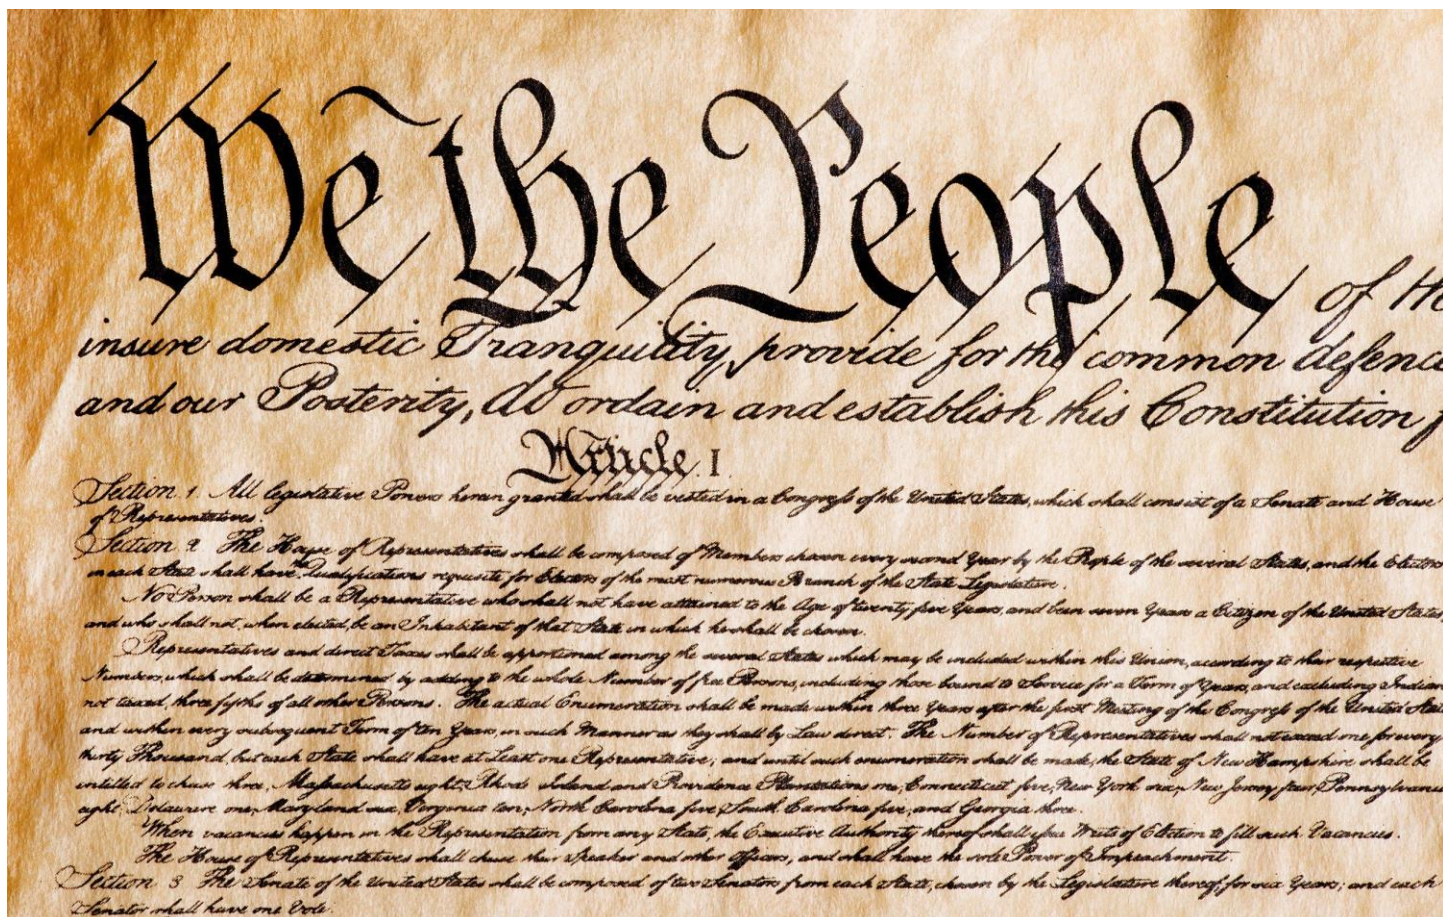 We the People of the
insure domestic Tranquility, provide for the common defence
and our Posterity, do ordain and establish this Constitution f
Article. I.
Section. 1. All legislative Powers herein granted shall be vested in a Congress of the United States, which shall consist of a Senate and House
of Representatives.
Section. 2. The House of Representatives shall be composed of Members chosen every second Year by the People of the several States, and the Electors
in each State shall have the Qualifications requisite for Electors of the most numerous Branch of the State Legislature.
No Person shall be a Representative who shall not have attained to the Age of twenty five Years, and been seven Years a Citizen of the United States,
and who shall not, when elected, be an Inhabitant of that State in which he shall be chosen.
Representatives and direct Taxes shall be apportioned among the several States which may be included within this Union, according to their respective
Numbers, which shall be determined by adding to the whole Number of free Persons, including those bound to Service for a Term of Years, and excluding Indians
not taxed, three fifths of all other Persons. The actual Enumeration shall be made within three Years after the first Meeting of the Congress of the United States
and within every subsequent Term of ten Years, in such Manner as they shall by Law direct. The Number of Representatives shall not exceed one for every
thirty Thousand, but each State shall have at Least one Representative; and until such enumeration shall be made, the State of New Hampshire shall be
entitled to chuse three, Massachusetts eight, Rhode Island and Providence Plantations one, Connecticut five, New York six, New Jersey four, Pennsylvania
eight, Delaware one, Maryland six, Virginia ten, North Carolina five, South Carolina five, and Georgia three.
When vacancies happen in the Representation from any State, the Executive Authority thereof shall issue Writs of Election to fill such Vacancies.
The House of Representatives shall chuse their Speaker and other Officers; and shall have the sole Power of Impeachment.
Section. 3. The Senate of the United States shall be composed of two Senators from each State, chosen by the Legislature thereof, for six Years; and each
Senator shall have one Vote.